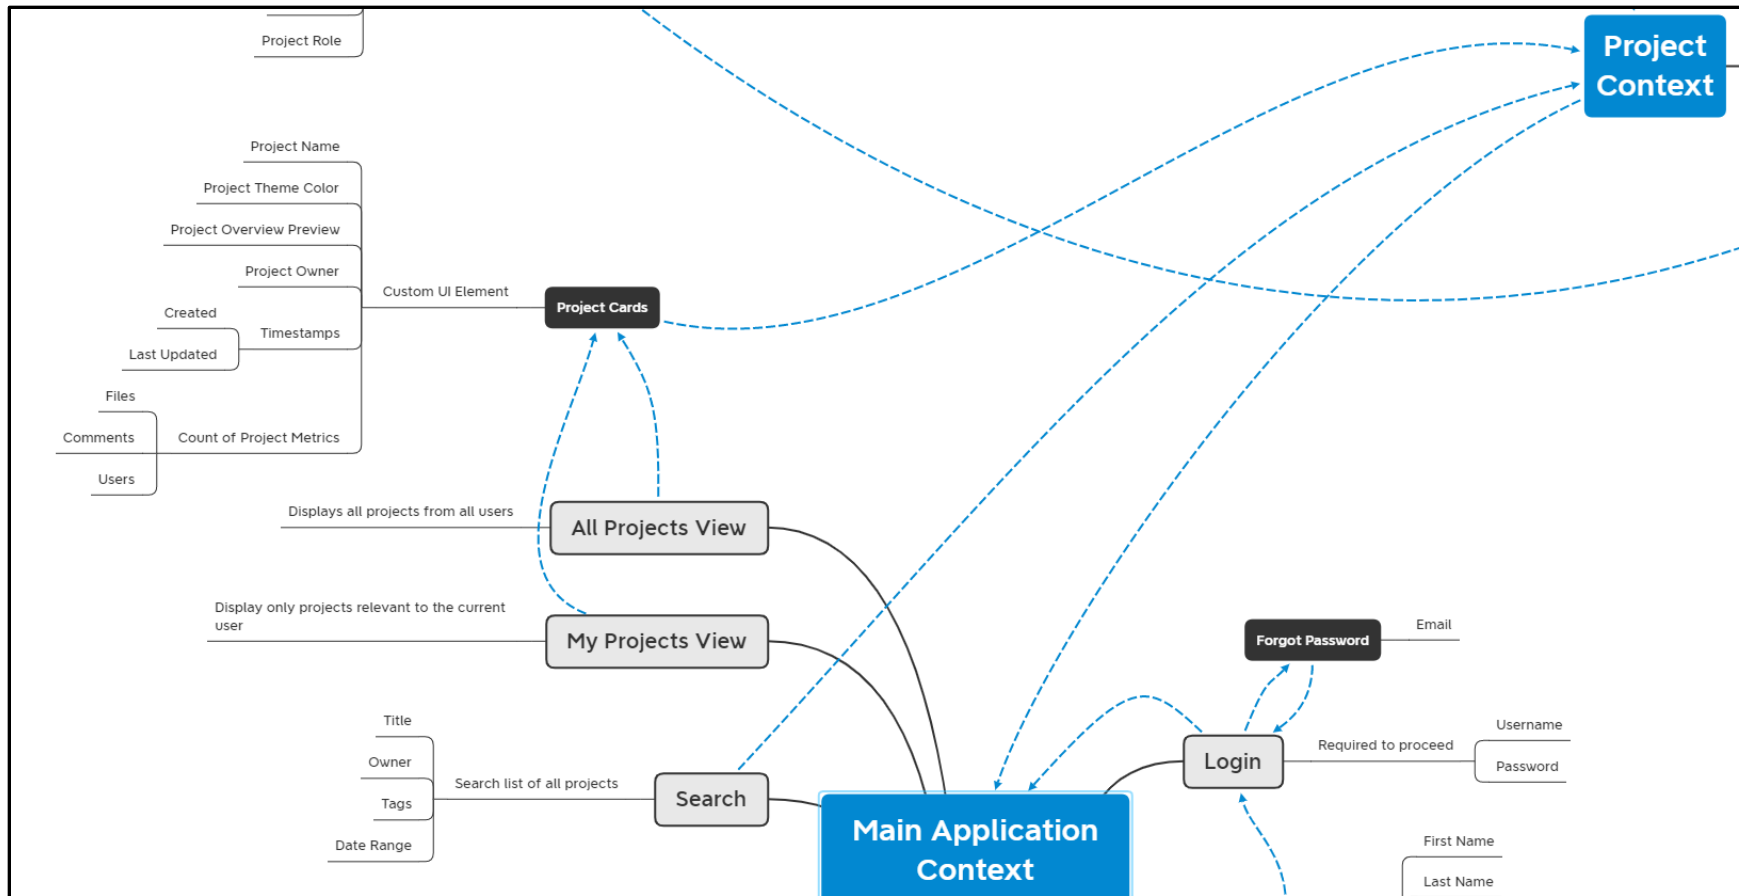 Project Role
Project
Context
Project Name
Project Theme Color
Project Overview Preview
Project Owner
Custom UI Element
Project Cards
Created
Timestamps
Last Updated
Files
Comments
Count of Project Metrics
Users
Displays all projects from all users
All Projects View
Display only projects relevant to the current
user
My Projects View
Forgot Password
Email
Title
Owner
Search list of all projects
Tags
Date Range
Search
Login
Required to proceed
Username
Password
Main Application
Context
First Name
Last Name